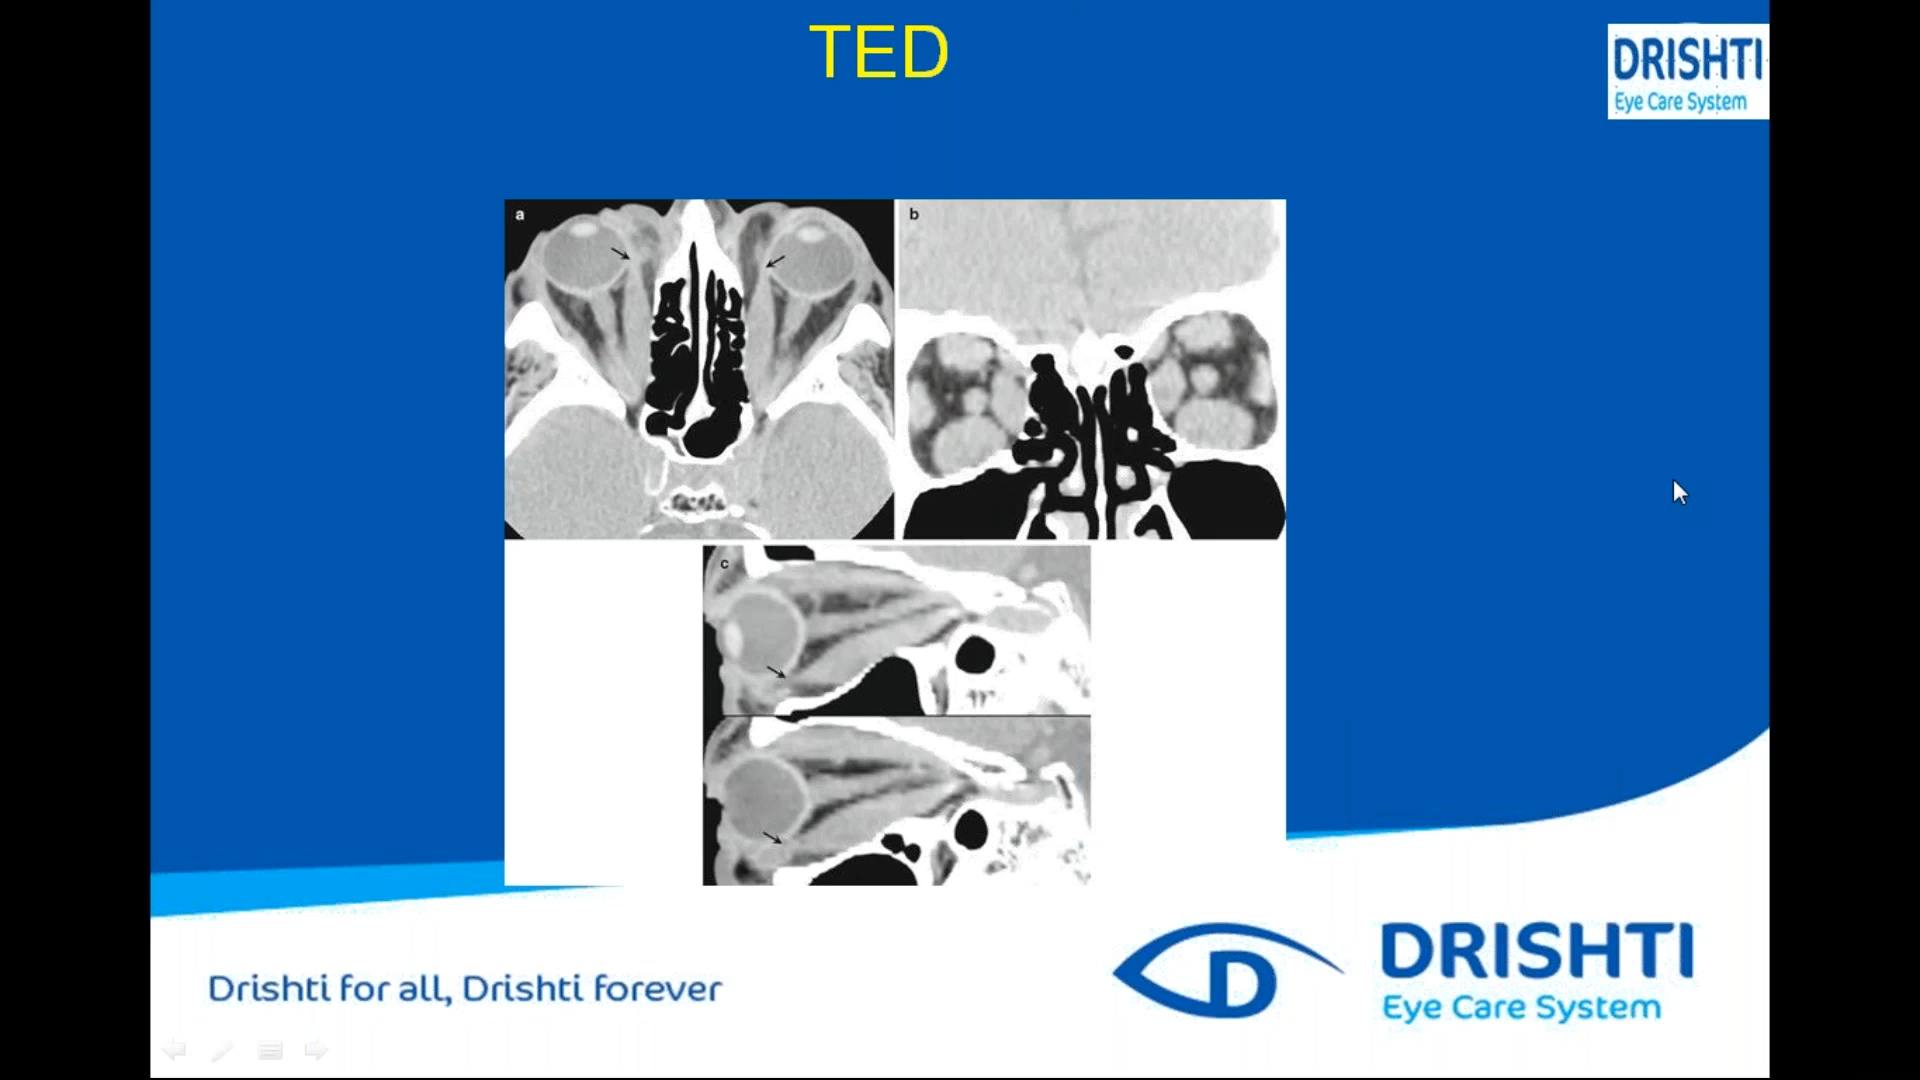 TED
DRISHTI
Eye Care System
a
b
c
Drishti for all, Drishti forever
D
DRISHTI
Eye Care System